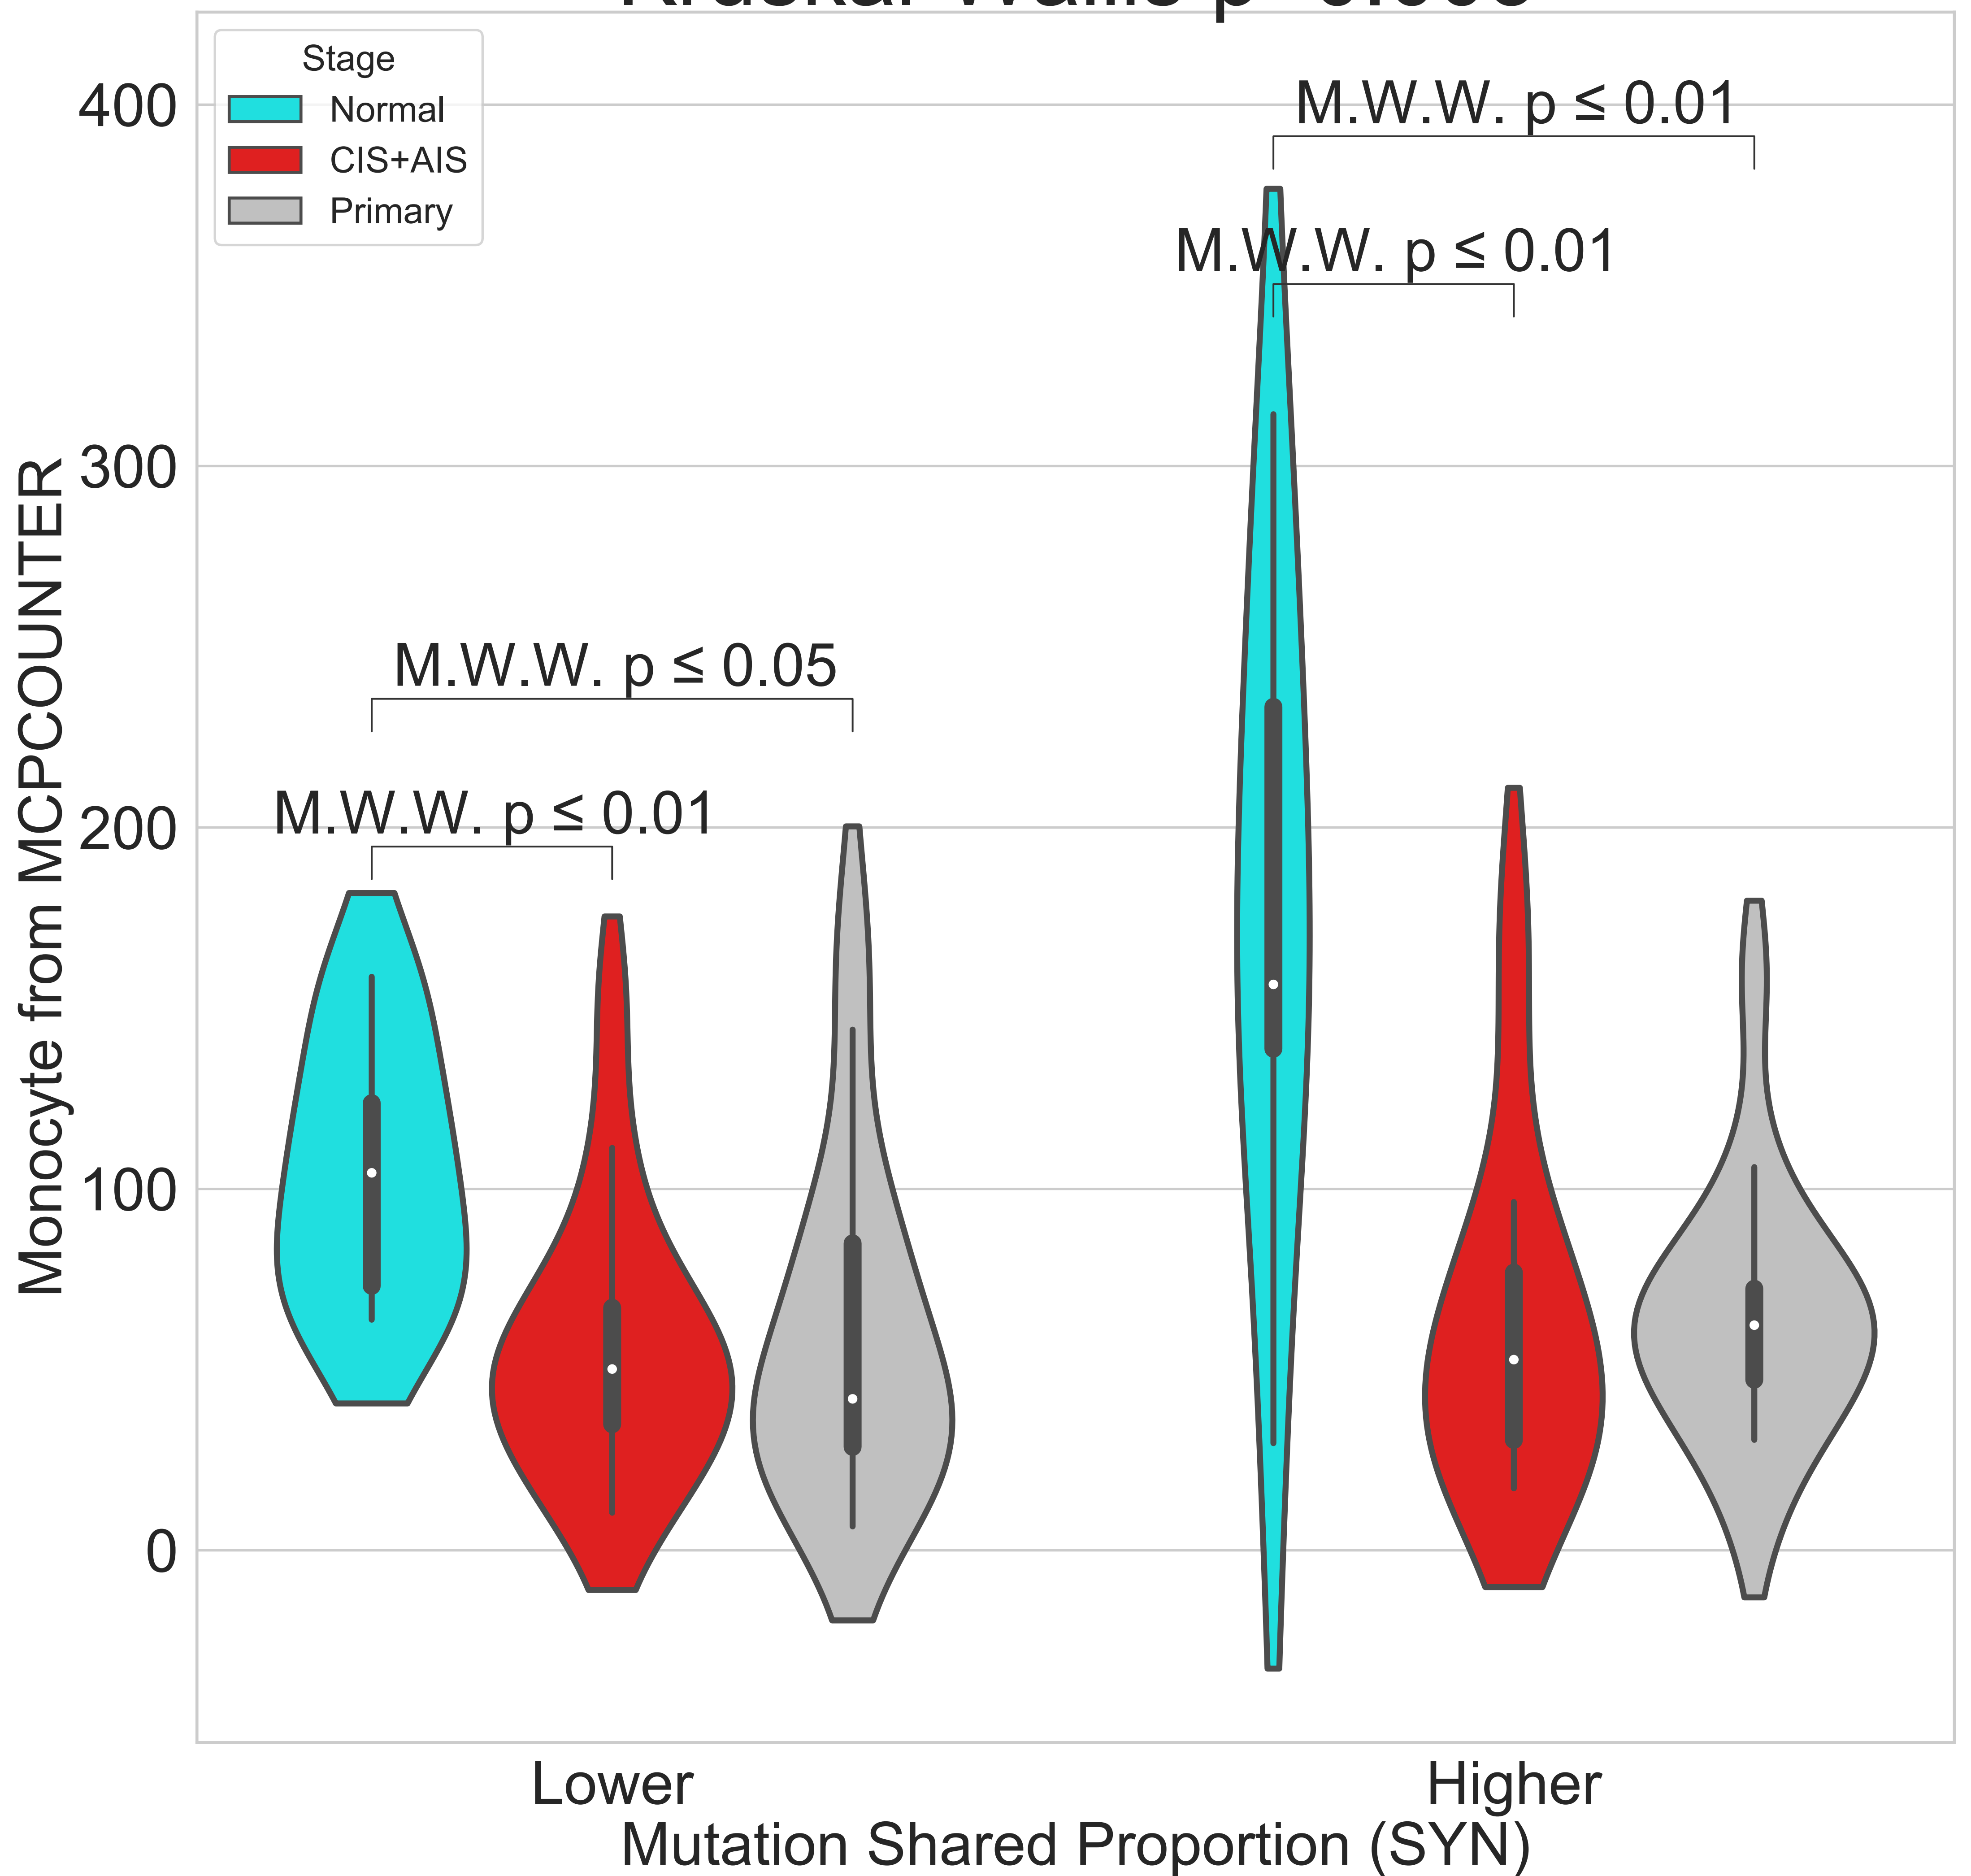 Stage
Normal
CIS+AIS
Primary
400
300
200
100
0
Monocyte from MCPCOUNTER
M.W.W. p ≤ 0.01
M.W.W. p ≤ 0.01
M.W.W. p ≤ 0.05
M.W.W. p ≤ 0.01
Lower
Higher
Mutation Shared Proportion (SYN)